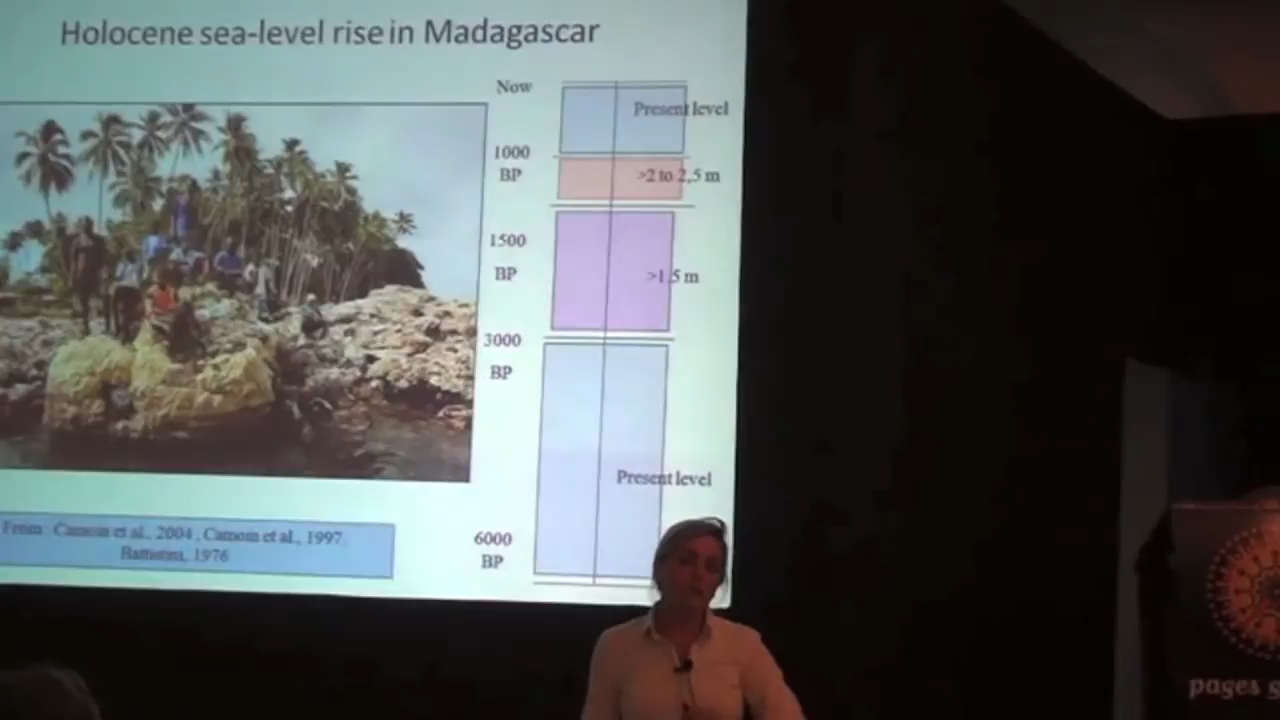 Holocene sea-level rise in Madagascar
Now
Present level
1000
BP
>2 to 2,5 m
1500
BP
>1,5 m
3000
BP
Present level
6000
BP
From : Camoin et al., 2004 , Camoin et al., 1997,
Battistini, 1976
pages g